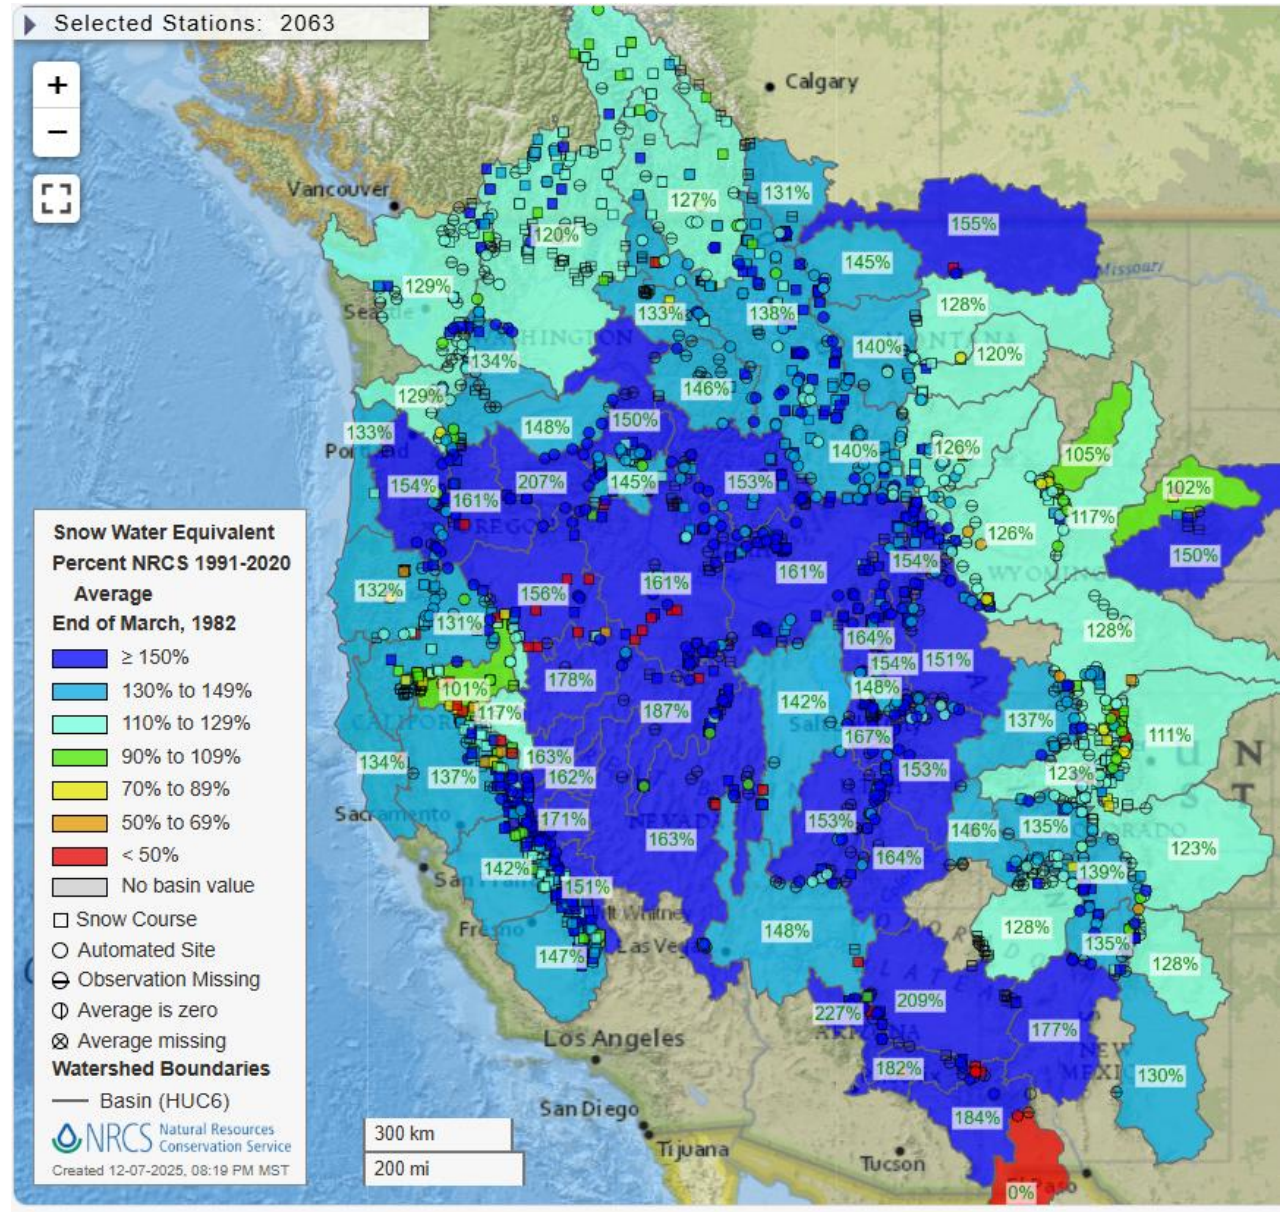 Selected Stations: 2063
+
−
Calgary
Vancouver
131%
127%
155%
120%
145%
Missouri
129%
128%
Seattle
133%
138%
WASHINGTON
140%
MONTANA
120%
134%
146%
129%
150%
133%
148%
Portland
140%
126%
105%
154%
161%
207%
145%
153%
102%
117%
OREGON
126%
150%
154%
WYOMING
132%
156%
161%
161%
131%
128%
164%
154%
151%
148%
101%
178%
142%
117%
187%
137%
CALIFOR
Salt
City
167%
111%
134%
137%
163%
162%
153%
123%
Sacramento
171%
NEVADA
163%
153%
146%
135%
COLORADO
123%
164%
142%
San Fran
151%
139%
Mt Whitney
128%
Fresno
Las Vegas
148%
135%
147%
128%
209%
227%
ARIZONA
177%
Los Angeles
182%
NEW
MEXI
130%
San Diego
184%
Tijuana
Tucson
El Paso
0%
Snow Water Equivalent
Percent NRCS 1991-2020
Average
End of March, 1982
≥ 150%
130% to 149%
110% to 129%
90% to 109%
70% to 89%
50% to 69%
< 50%
No basin value
Snow Course
Automated Site
Observation Missing
Average is zero
Average missing
Watershed Boundaries
Basin (HUC6)
NRCS Natural Resources
Conservation Service
Created 12-07-2025, 08:19 PM MST
300 km
200 mi